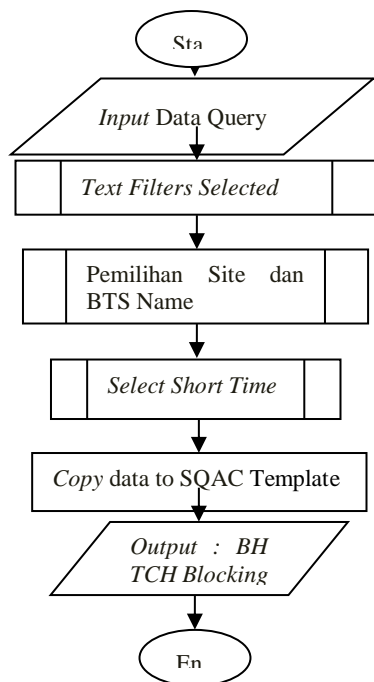 Sta
Input Data Query
Text Filters Selected
Pemilihan Site dan
BTS Name
Select Short Time
Copy data to SQAC Template
Output : BH
TCH Blocking
En